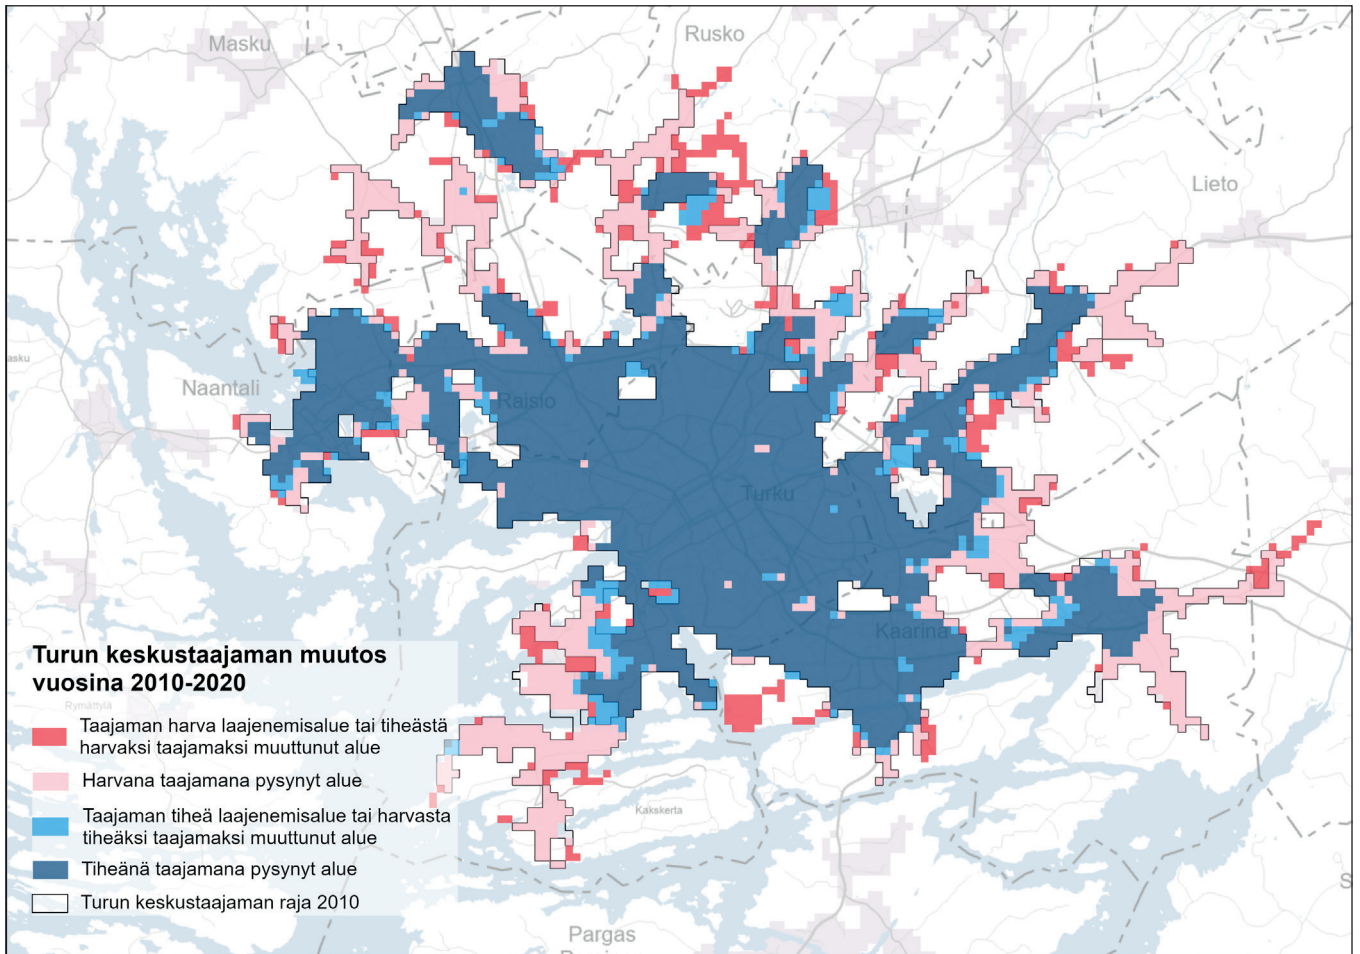 Masku
Rusko
Lieto
asku
Naantali
Raisio
Turku
Kaarina
Turun keskustaajaman muutos
vuosina 2010-2020
Rymättylä
Taajaman harva laajenemisalue tai tiheästä
harvaksi taajamaksi muuttunut alue
Harvana taajamana pysynyt alue
Taajaman tiheä laajenemisalue tai harvasta
tiheäksi taajamaksi muuttunut alue
Tiheänä taajamana pysynyt alue
Turun keskustaajaman raja 2010
Kakskerta
S
Pargas